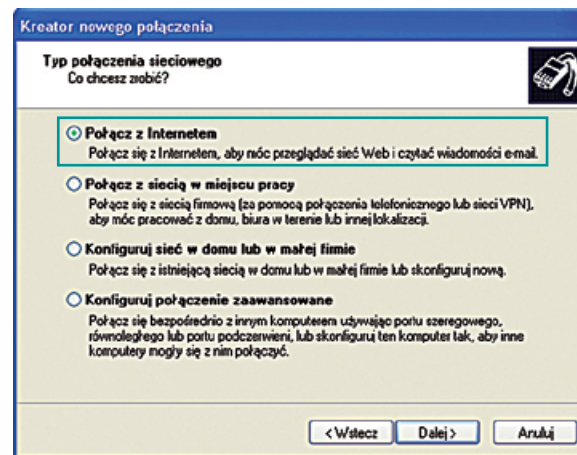 Kreator nowego połączenia
Typ połączenia sieciowego
Co chcesz zrobić?
Połącz z Internetem
Połącz się z Internetem, aby móc przeglądać sieć Web i czytać wiadomości e-mail.
Połącz z siecią w miejscu pracy
Połącz się z siecią firmową (za pomocą połączenia telefonicznego lub sieci VPN),
aby móc pracować z domu, biura w terenie lub innej lokalizacji.
Konfiguruj sieć w domu lub w małej firmie
Połącz się z istniejącą siecią w domu lub w małej firmie lub skonfiguruj nową.
Konfiguruj połączenie zaawansowane
Połącz się bezpośrednio z innym komputerem używając portu szeregowego,
równoległego lub portu podczerwieni, lub skonfiguruj ten komputer tak, aby inne
komputery mogły się z nim połączyć.
< Wstecz Dalej > Anuluj